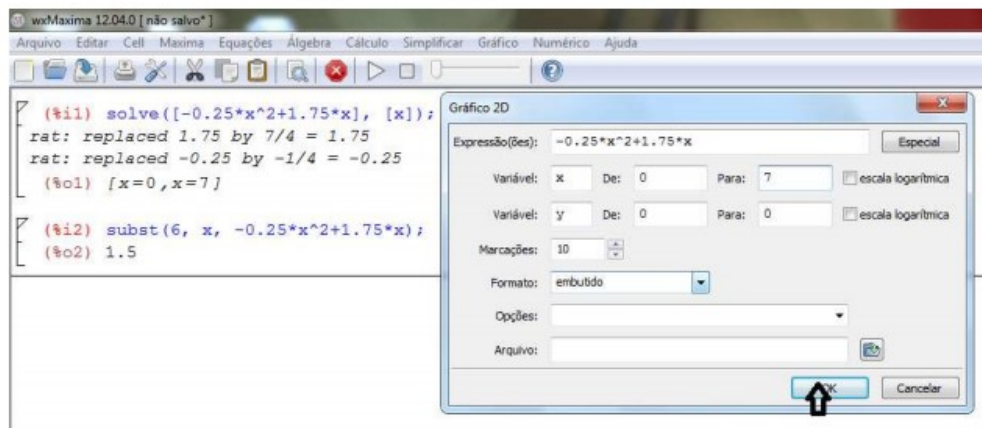 wxMaxima 12.04.0 [ não salvo* ]
Arquivo Editar Cell Maxima Equações Álgebra Cálculo Simplificar Gráfico Numérico Ajuda
(%i1) solve([-0.25*x^2+1.75*x], [x]);
rat: replaced 1.75 by 7/4 = 1.75
rat: replaced -0.25 by -1/4 = -0.25
(%o1) [x=0,x=7]
(%i2) subst(6, x, -0.25*x^2+1.75*x);
(%o2) 1.5
Gráfico 2D
Expressão(ões): -0.25*x^2+1.75*x Especial
Variável: x De: 0 Para: 7 escala logarítmica
Variável: y De: 0 Para: 0 escala logarítmica
Marcações: 10
Formato: embutido
Opções:
Arquivo:
OK Cancelar